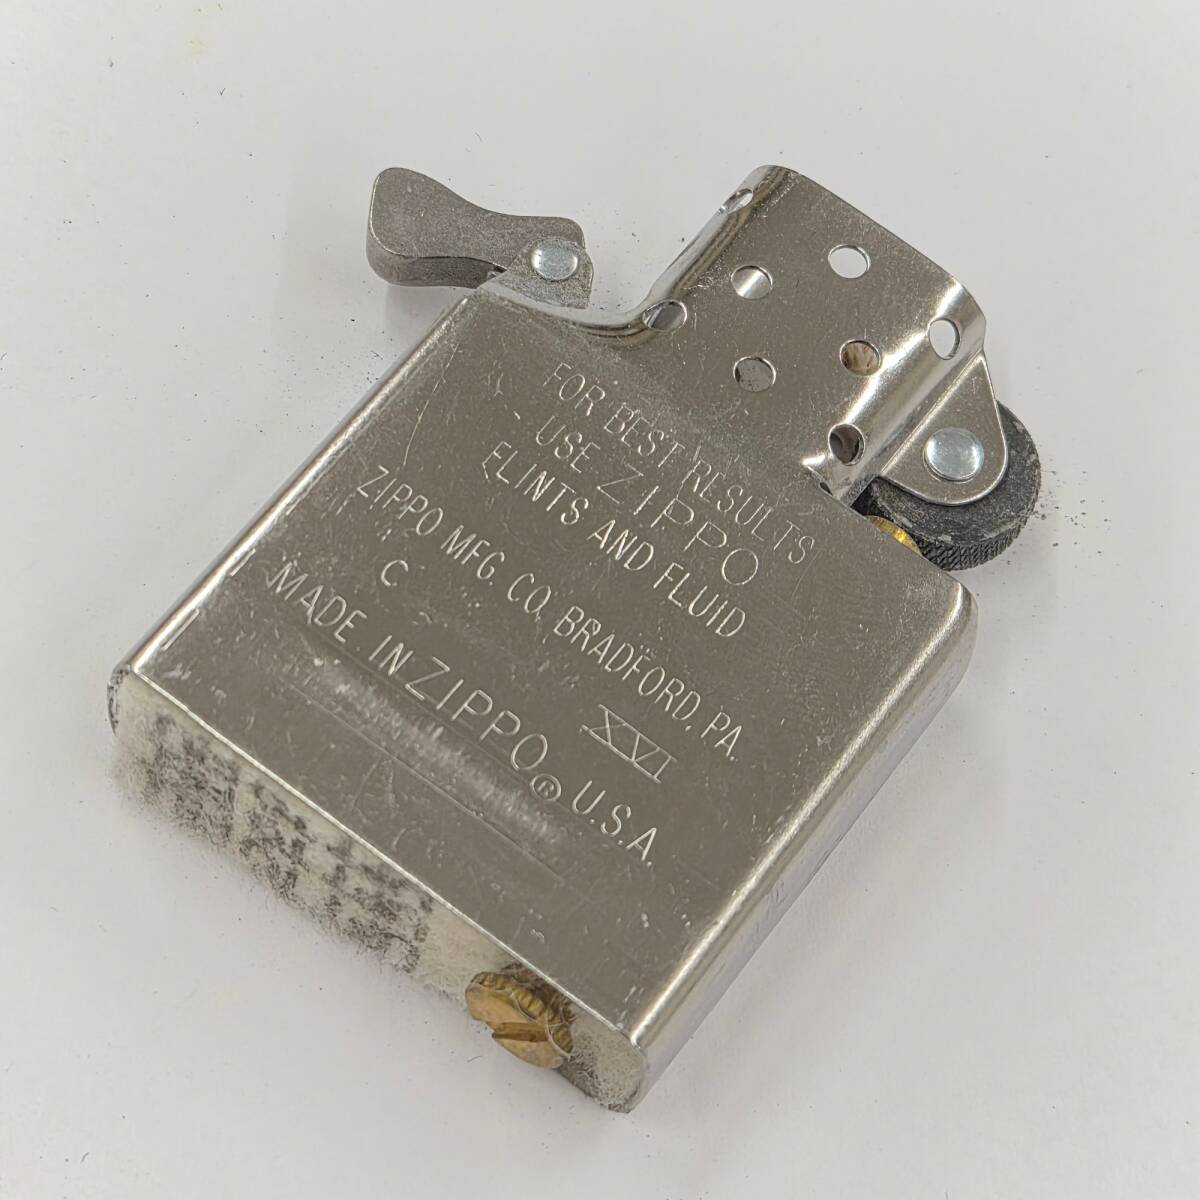 FOR BEST RESULTS
USE ZIPPO
FLINTS AND FLUID
ZIPPO MFG. CO. BRADFORD, PA.
C XVI
MADE IN ZIPPO® U.S.A.